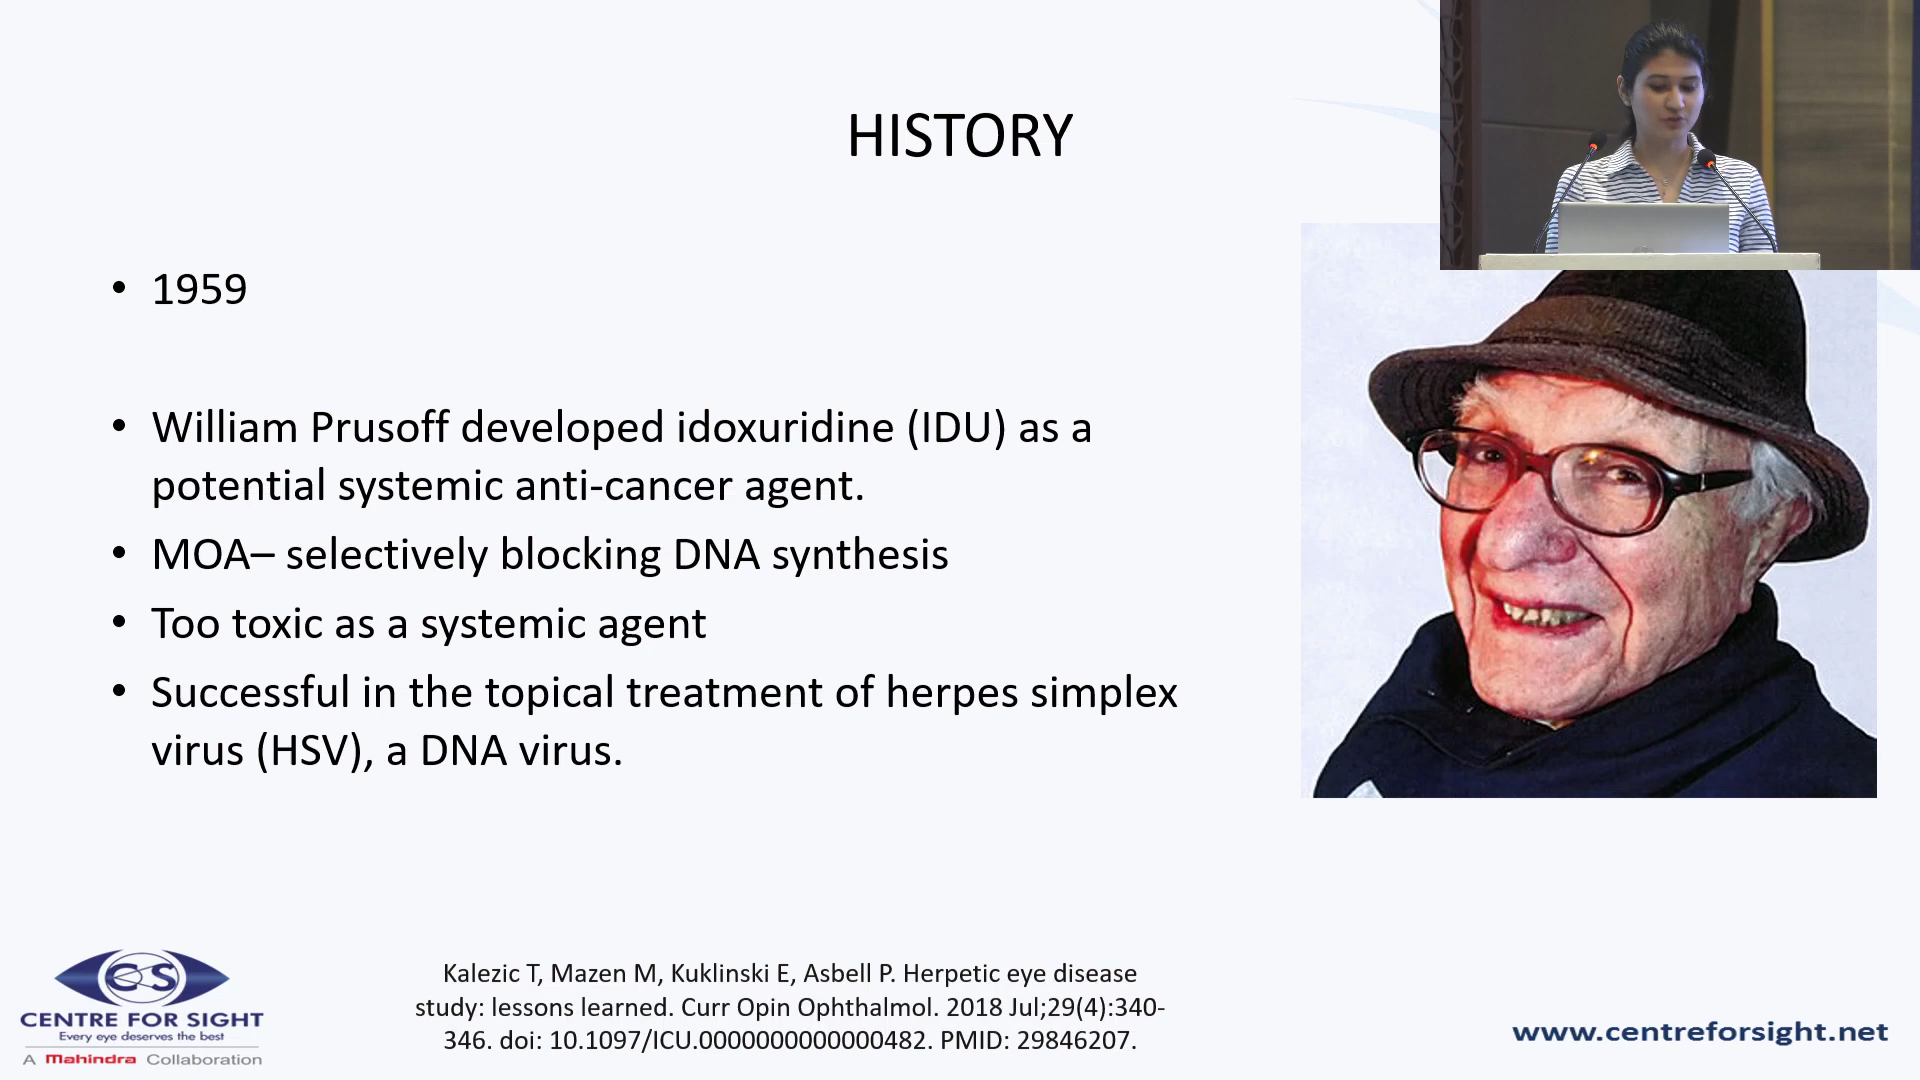 HISTORY
• 1959
• William Prusoff developed idoxuridine (IDU) as a
potential systemic anti-cancer agent.
• MOA– selectively blocking DNA synthesis
• Too toxic as a systemic agent
• Successful in the topical treatment of herpes simplex
virus (HSV), a DNA virus.
Kalezic T, Mazen M, Kuklinski E, Asbell P. Herpetic eye disease
study: lessons learned. Curr Opin Ophthalmol. 2018 Jul;29(4):340-
346. doi: 10.1097/ICU.0000000000000482. PMID: 29846207.
CS
CENTRE FOR SIGHT
Every eye deserves the best
A Mahindra Collaboration
www.centreforsight.net